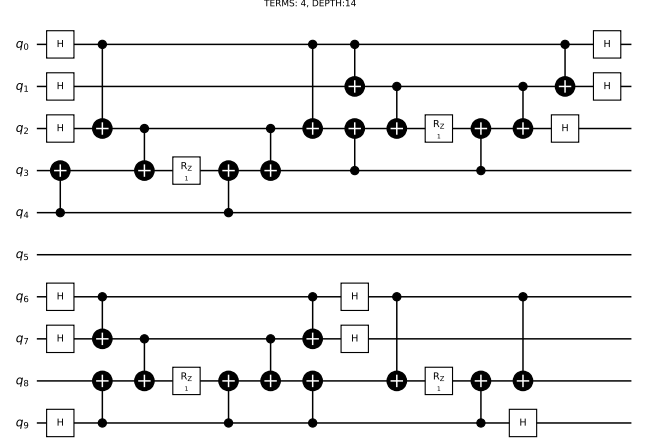 TERMS: 4, DEPTH:14
q0 H H
q1 H H
q2 H RZ 1 H
q3 RZ 1
q4
q5
q6 H H
q7 H H
q8 RZ 1 RZ 1
q9 H H